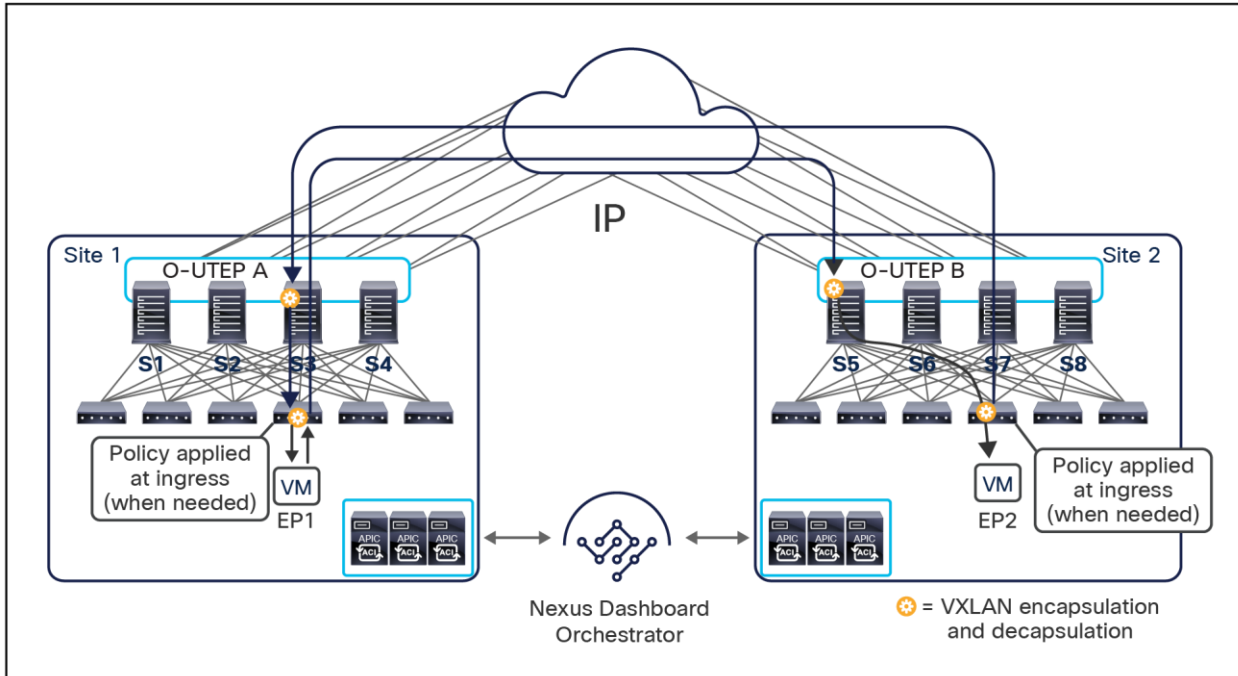 IP
Site 1
O-UTEP A
O-UTEP B
Site 2
S1
S2
S3
S4
S5
S6
S7
S8
Policy applied
at ingress
(when needed)
VM
EP1
VM
EP2
Policy applied
at ingress
(when needed)
APIC
APIC
APIC
ACI
ACI
ACI
APIC
APIC
APIC
ACI
ACI
ACI
Nexus Dashboard
Orchestrator
= VXLAN encapsulation
and decapsulation